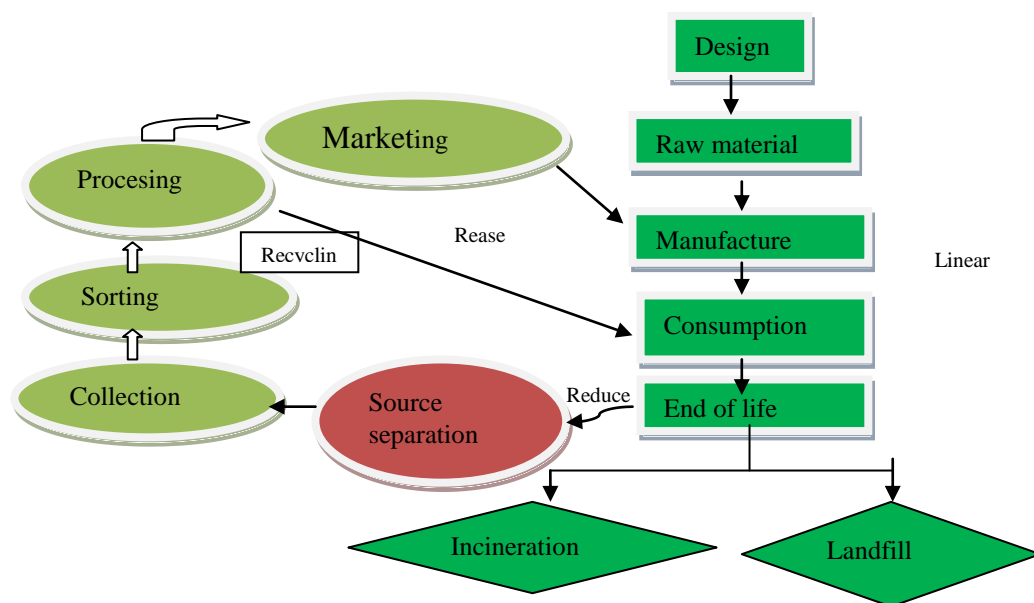 Design
Raw material
Marketing
Procesing
Manufacture
Rease
Recvclin
Linear
Sorting
Consumption
Collection
Source
separation
Reduce
End of life
Incineration
Landfill